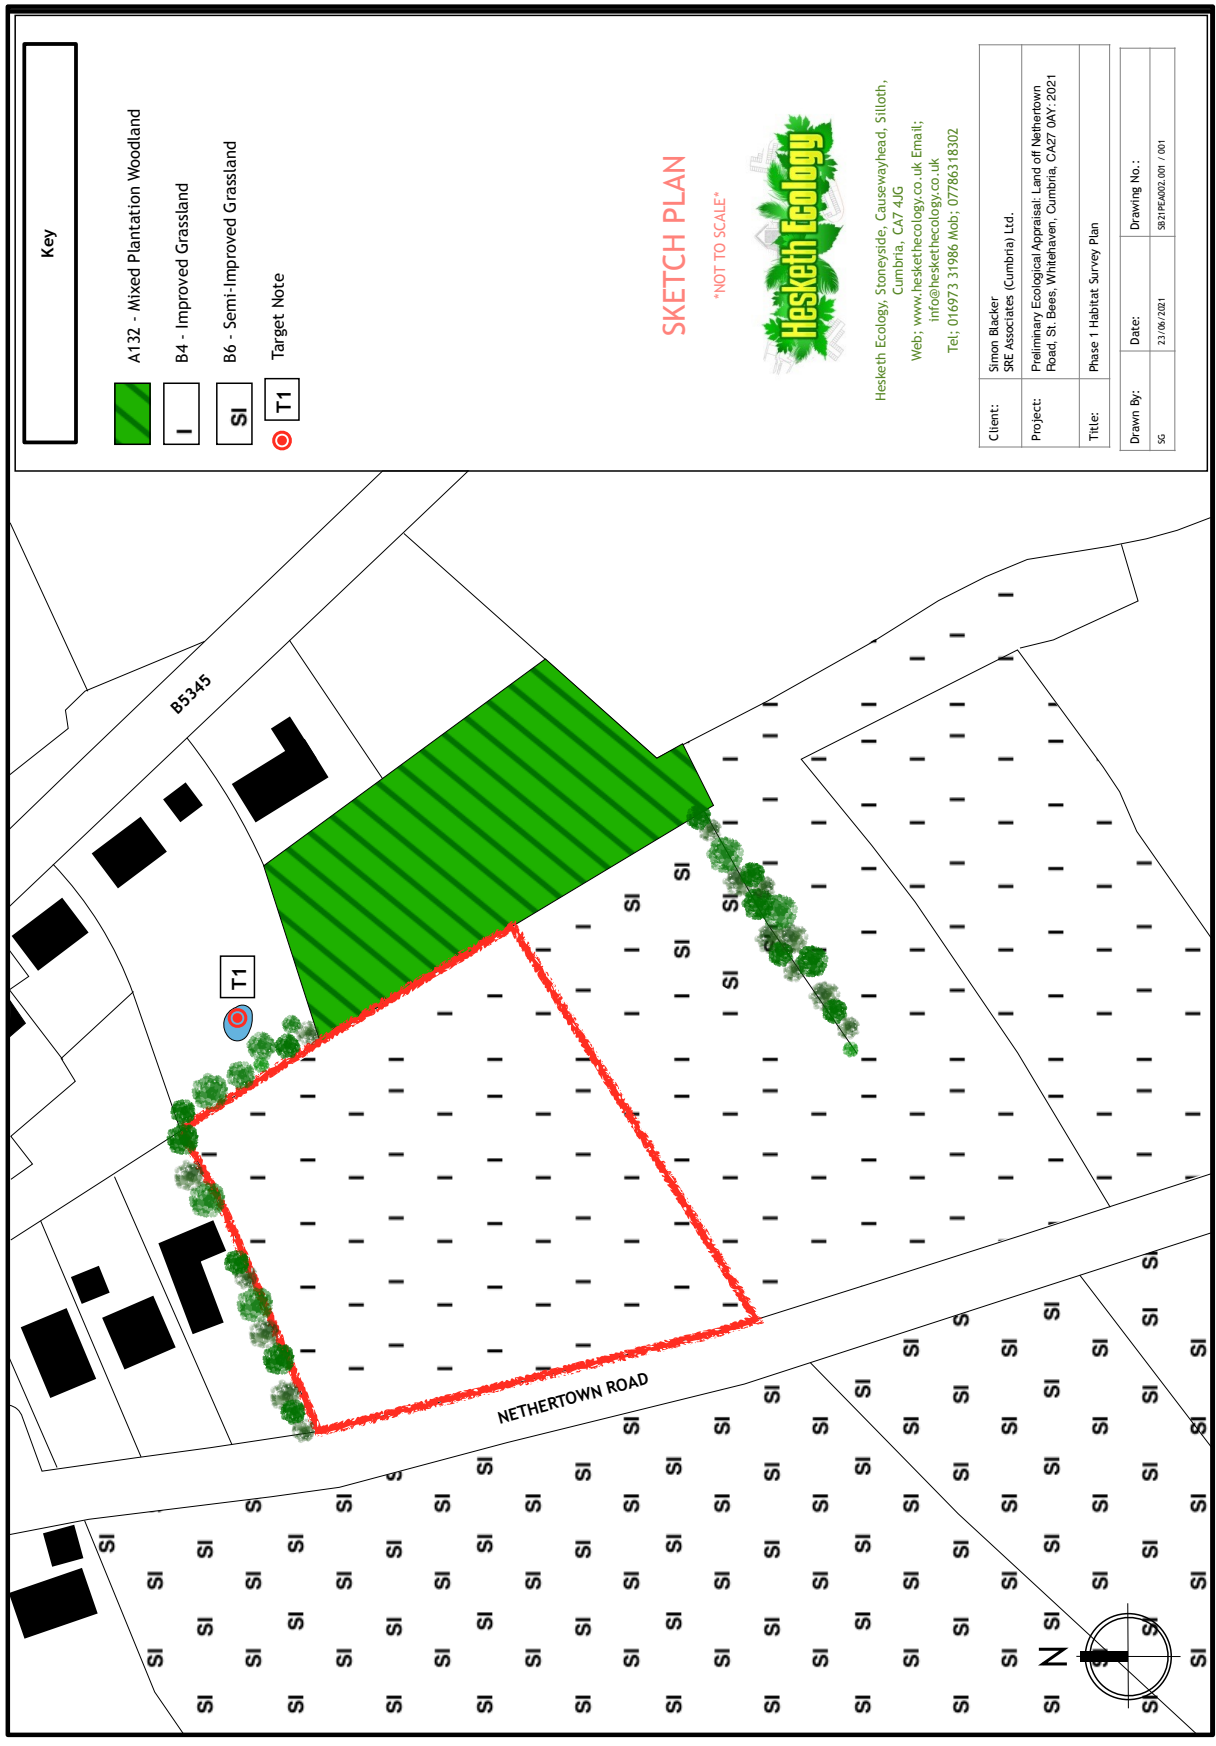 Key
A132 - Mixed Plantation Woodland
I
B4 - Improved Grassland
SI
B6 - Semi-Improved Grassland
T1
Target Note
SKETCH PLAN
*NOT TO SCALE*
Hesketh Ecology
Hesketh Ecology, Stoneyside, Causewayhead, Silloth,
Cumbria, CA7 4JG
Web; www.heskethecology.co.uk Email;
info@heskethecology.co.uk
Tel; 016973 31986 Mob; 07786318302
Client:
Simon Blacker
SRE Associates (Cumbria) Ltd.
Project:
Preliminary Ecological Appraisal: Land off Nethertown
Road, St. Bees, Whitehaven, Cumbria, CA27 0AY: 2021
Title:
Phase 1 Habitat Survey Plan
Drawn By:
Date:
Drawing No.:
SG
23/06/2021
SB21PEA002.001 / 001
B5345
T1
NETHERTOWN ROAD
N